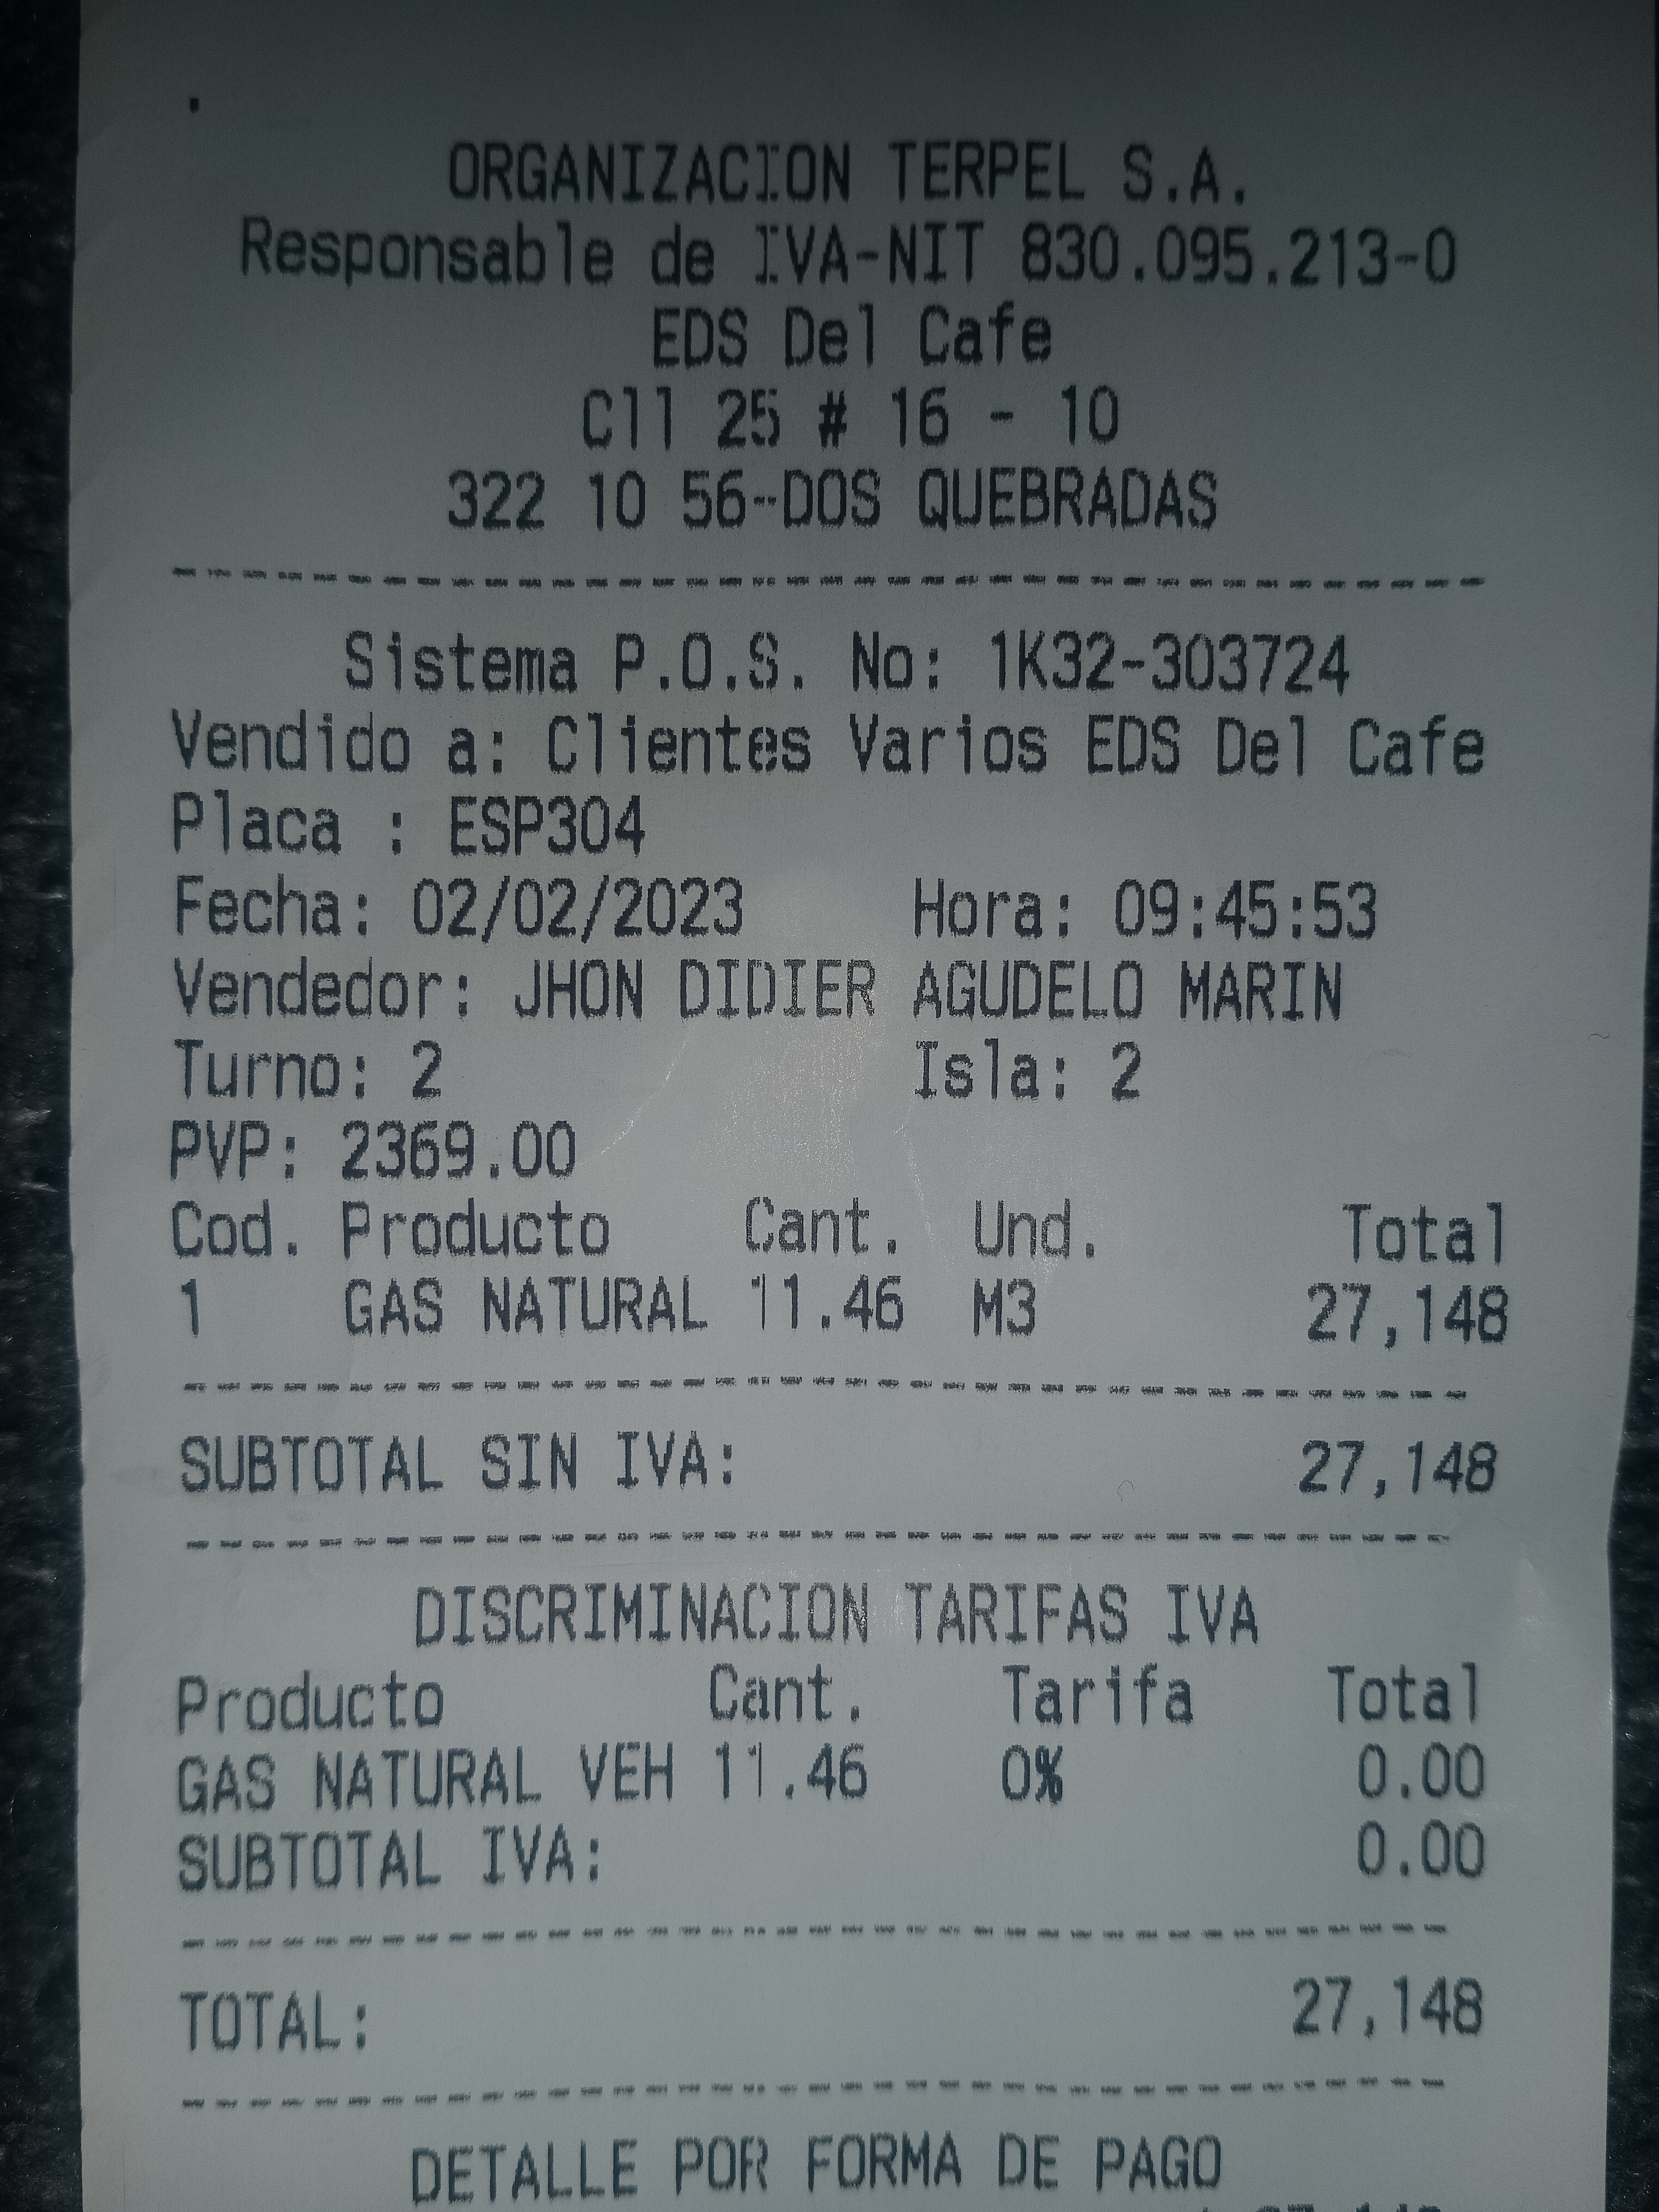 ORGANIZACION TERPEL S.A.
Responsable de IVA-NIT 830.095.213-0
EDS Del Cafe
Cll 25 # 16 - 10
322 10 56--DOS QUEBRADAS
Sistema P.O.S. No: 1K32-303724
Vendido a: Clientes Varios EDS Del Cafe
Placa : ESP304
Fecha: 02/02/2023 Hora: 09:45:53
Vendedor: JHON DIDIER AGUDELO MARIN
Turno: 2 Isla: 2
PVP: 2369.00
Cod. Producto Cant. Und. Total
1 GAS NATURAL 11.46 M3 27,148
SUBTOTAL SIN IVA: 27,148
DISCRIMINACION TARIFAS IVA
Producto Cant. Tarifa Total
GAS NATURAL VEH 11.46 0% 0.00
SUBTOTAL IVA: 0.00
TOTAL: 27,148
DETALLE POR FORMA DE PAGO